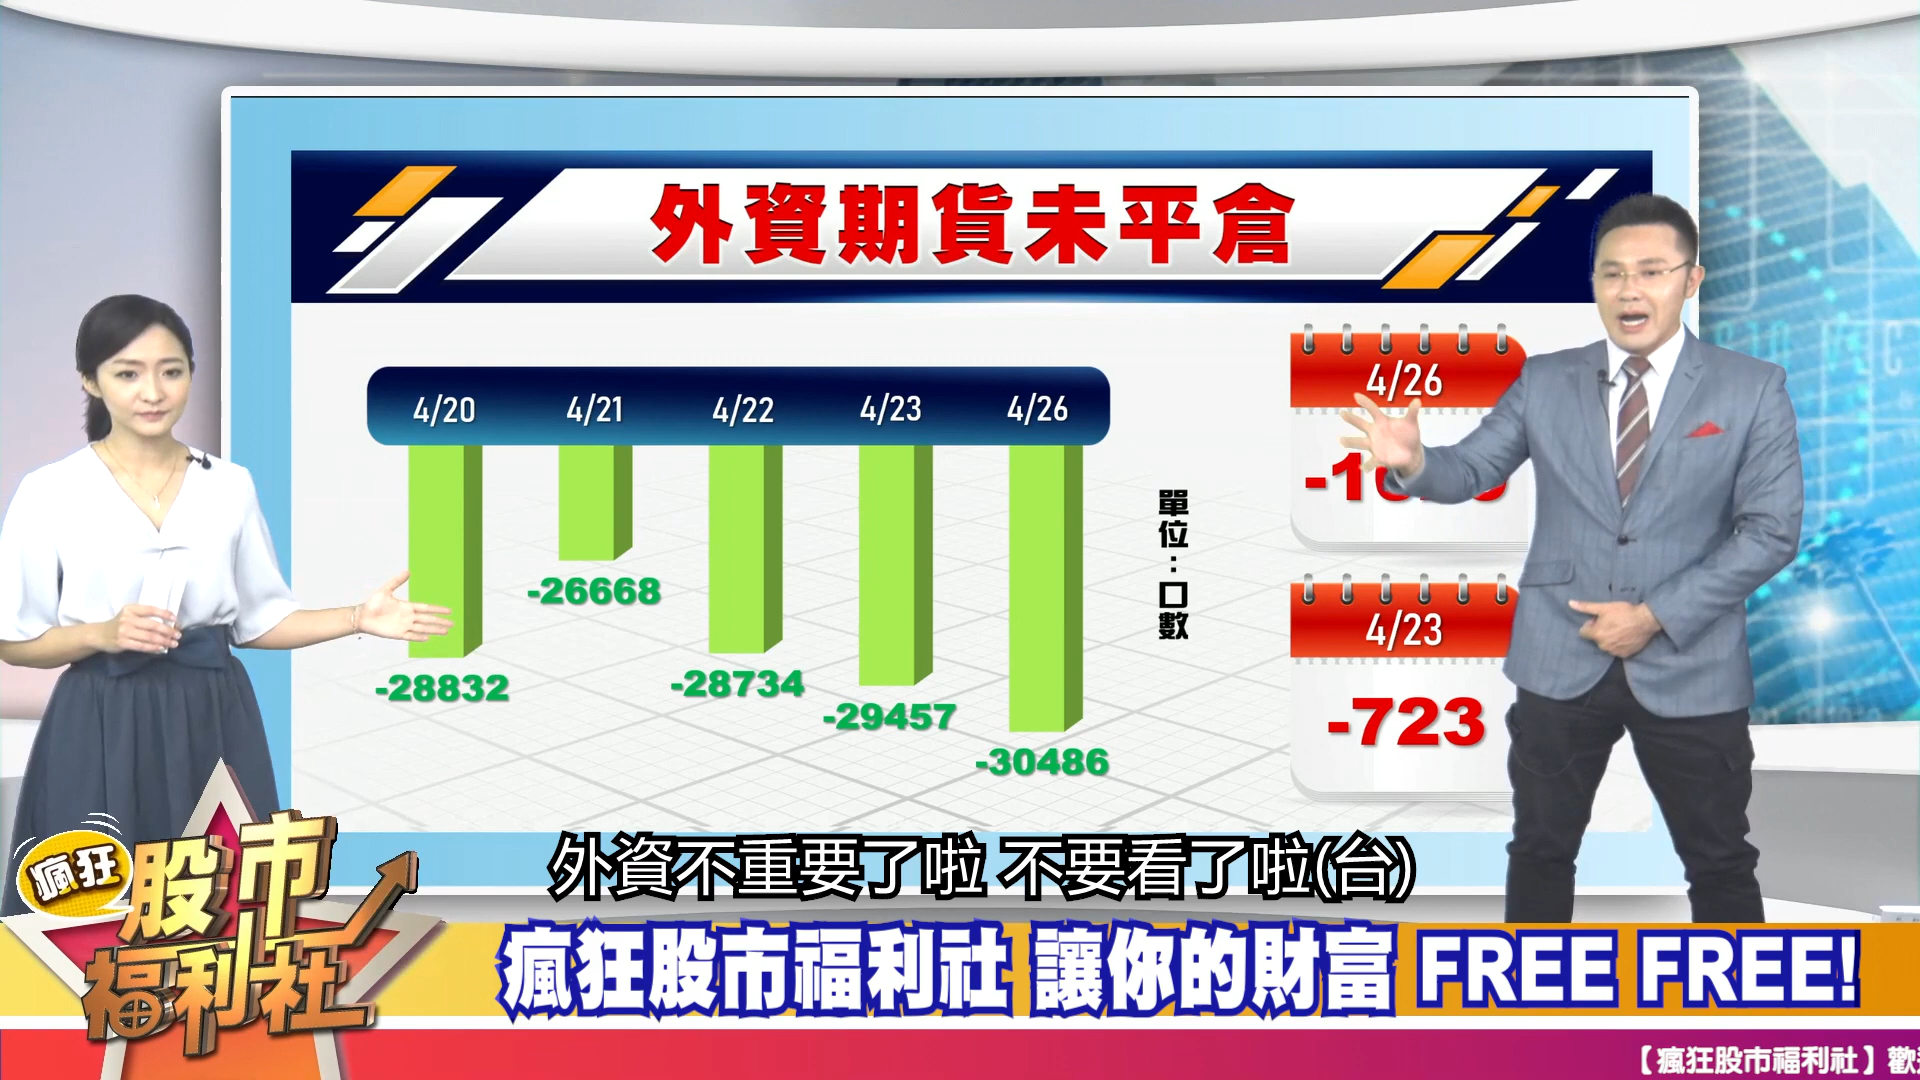 外資期貨未平倉
4/20 4/21 4/22 4/23 4/26
-28832
-26668
-28734
-29457
-30486
單位：口數
4/26
4/23
-723
外資不重要了啦 不要看了啦(台)
瘋狂
股市
福利社
瘋狂股市福利社 讓你的財富 FREE FREE!
【瘋狂股市福利社】歡